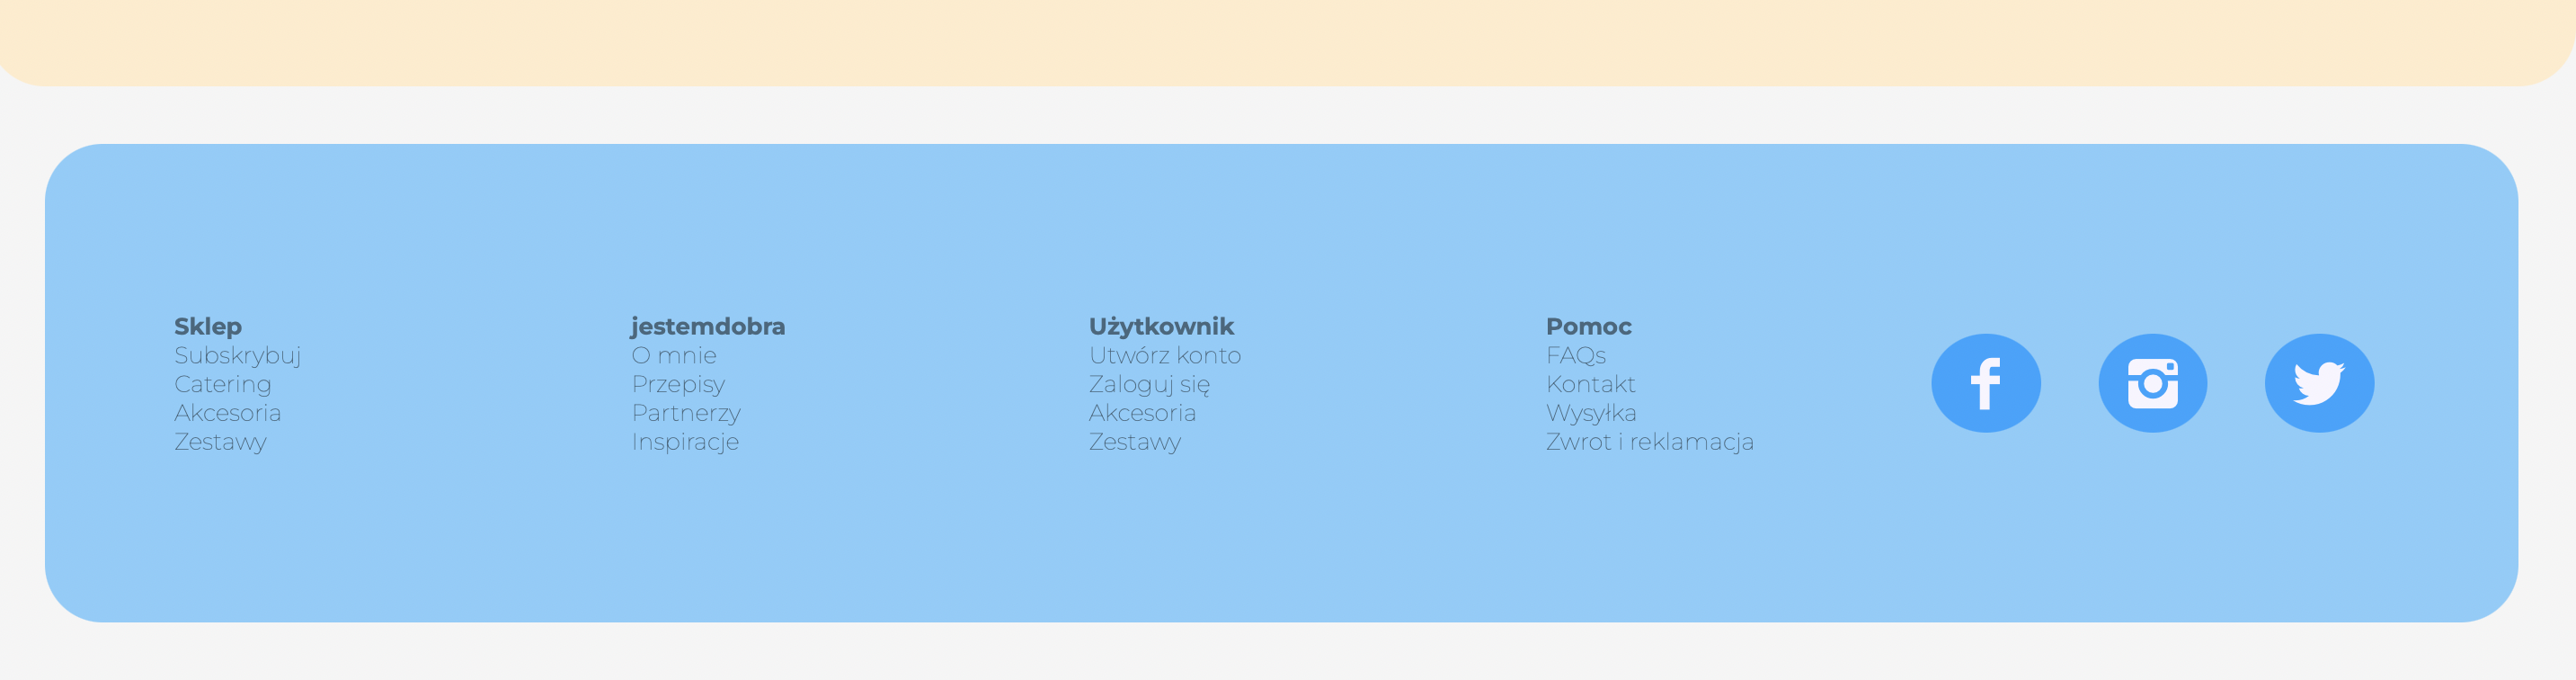 Sklep
Subskrybuj
Catering
Akcesoria
Zestawy
jestemdobra
O mnie
Przepisy
Partnerzy
Inspiracje
Użytkownik
Utwórz konto
Zaloguj się
Akcesoria
Zestawy
Pomoc
FAQs
Kontakt
Wysyłka
Zwrot i reklamacja